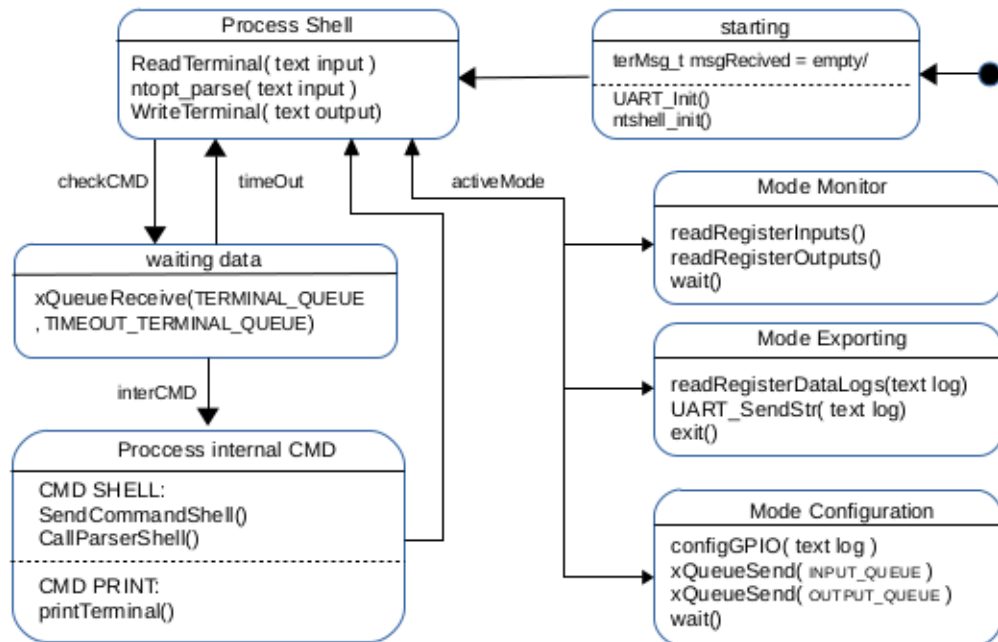 Process Shell
ReadTerminal( text input )
ntopt_parse( text input )
WriteTerminal( text output)
starting
terMsg_t msgRecived = empty/
UART_Init()
ntshell_init()
checkCMD
timeOut
activeMode
waiting data
xQueueReceive(TERMINAL_QUEUE
, TIMEOUT_TERMINAL_QUEUE)
interCMD
Proccess internal CMD
CMD SHELL:
SendCommandShell()
CallParserShell()
CMD PRINT:
printTerminal()
Mode Monitor
readRegisterInputs()
readRegisterOutputs()
wait()
Mode Exporting
readRegisterDataLogs(text log)
UART_SendStr( text log)
exit()
Mode Configuration
configGPIO( text log )
xQueueSend( INPUT_QUEUE )
xQueueSend( OUTPUT_QUEUE )
wait()